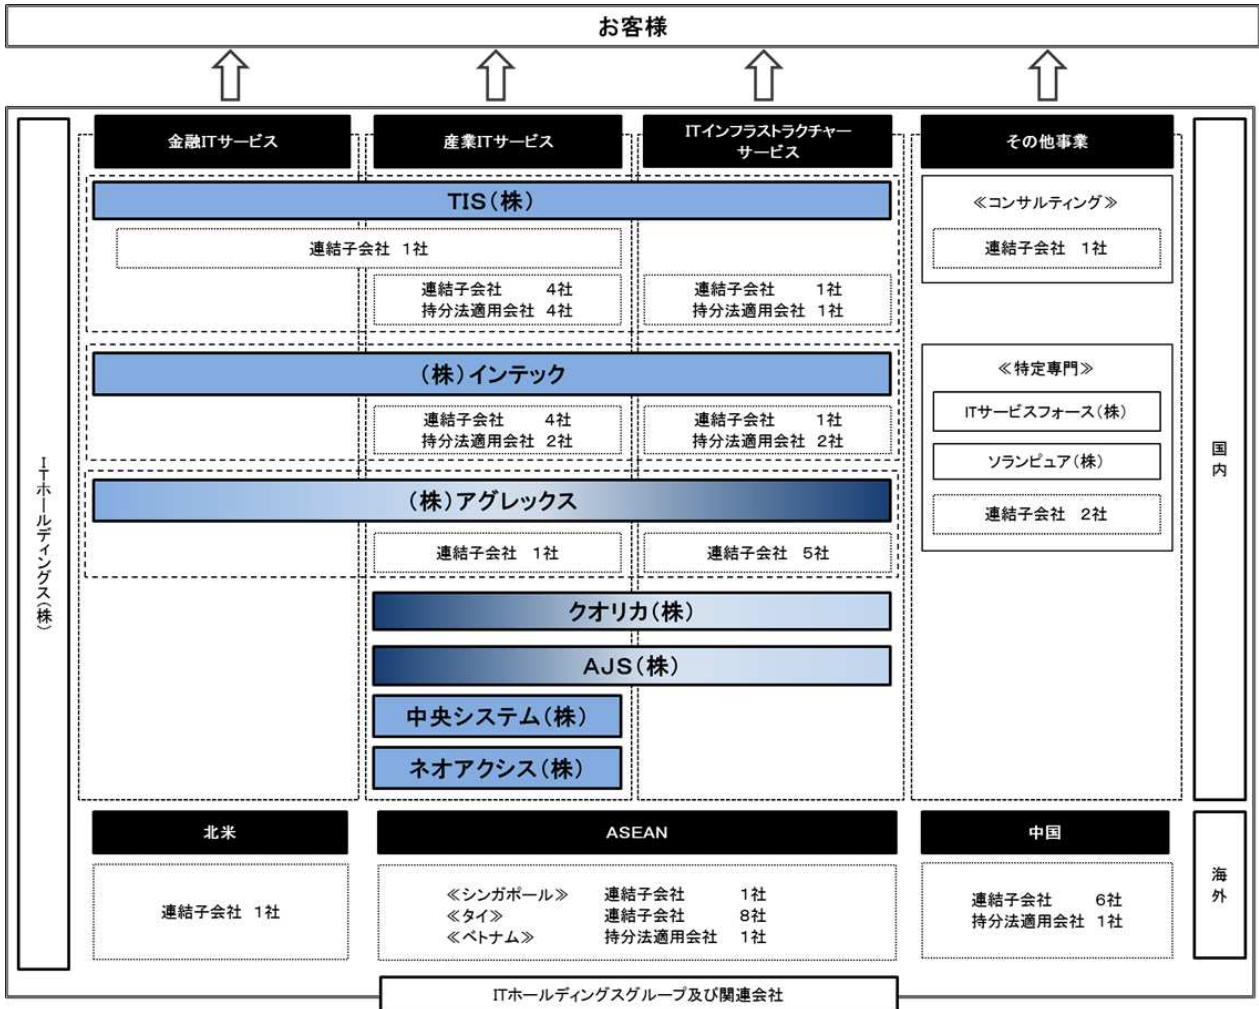 お客様
ITホールディングス(株)
金融ITサービス
産業ITサービス
ITインフラストラクチャー
サービス
その他事業
国内
TIS(株)
連結子会社 1社
連結子会社 4社
持分法適用会社 4社
連結子会社 1社
持分法適用会社 1社
≪コンサルティング≫
連結子会社 1社
(株)インテック
連結子会社 4社
持分法適用会社 2社
連結子会社 1社
持分法適用会社 2社
≪特定専門≫
ITサービスフォース(株)
ソランピュア(株)
連結子会社 2社
(株)アグレックス
連結子会社 1社
連結子会社 5社
クオリカ(株)
AJS(株)
中央システム(株)
ネオアクシス(株)
北米
ASEAN
中国
海外
連結子会社 1社
≪シンガポール≫ 連結子会社 1社
≪タイ≫ 連結子会社 8社
≪ベトナム≫ 持分法適用会社 1社
連結子会社 6社
持分法適用会社 1社
ITホールディングスグループ及び関連会社